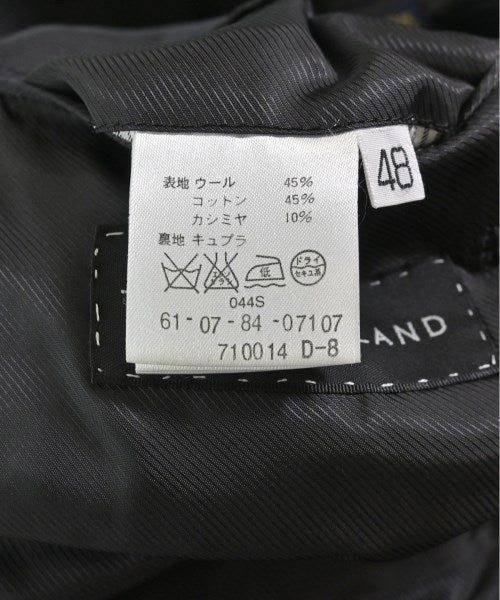 表地 ウール 45%
コットン 45%
カシミヤ 10%
裏地 キュプラ
低 ドライ
セキユ系
044S
61-07-84-07107
710014 D-8
48
LAND